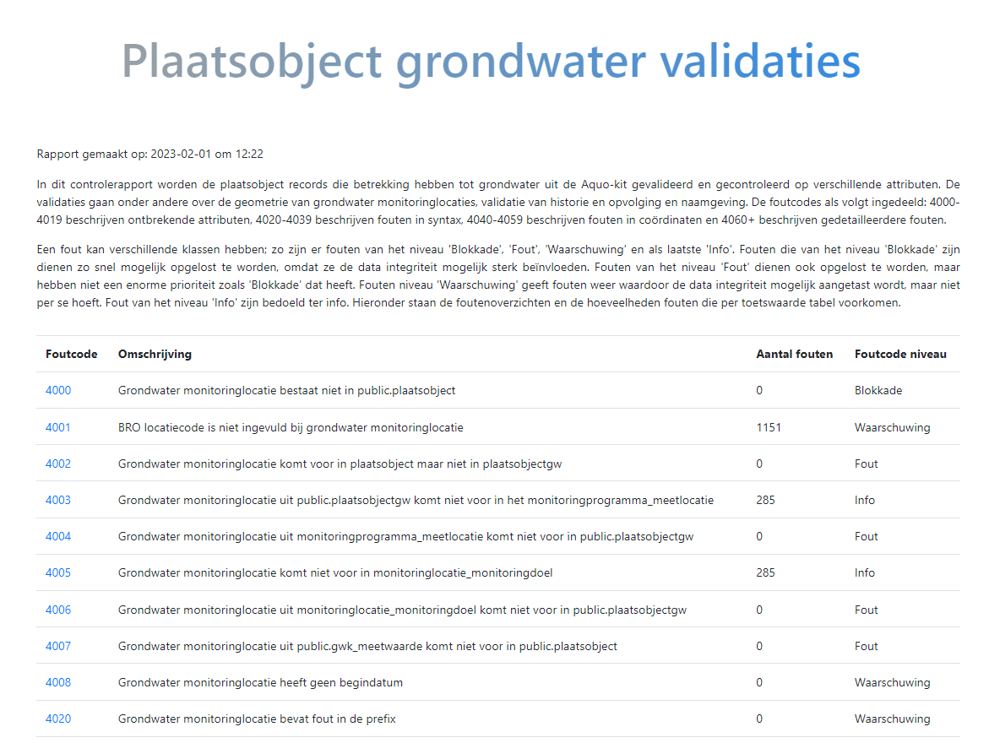 Plaatsobject grondwater validaties
Rapport gemaakt op: 2023-02-01 om 12:22
In dit controlerapport worden de plaatsobject records die betrekking hebben tot grondwater uit de Aquo-kit gevalideerd en gecontroleerd op verschillende attributen. De
validaties gaan onder andere over de geometrie van grondwater monitoringlocaties, validatie van historie en opvolging en naamgeving. De foutcodes als volgt ingedeeld: 4000-
4019 beschrijven ontbrekende attributen, 4020-4039 beschrijven fouten in syntax, 4040-4059 beschrijven fouten in coördinaten en 4060+ beschrijven gedetailleerdere fouten.
Een fout kan verschillende klassen hebben; zo zijn er fouten van het niveau 'Blokkade', 'Fout', 'Waarschuwing' en als laatste 'Info'. Fouten die van het niveau 'Blokkade' zijn
dienen zo snel mogelijk opgelost te worden, omdat ze de data integriteit mogelijk sterk beïnvloeden. Fouten van het niveau 'Fout' dienen ook opgelost te worden, maar
hebben niet een enorme prioriteit zoals 'Blokkade' dat heeft. Fouten niveau 'Waarschuwing' geeft fouten weer waardoor de data integriteit mogelijk aangetast wordt, maar niet
per se hoeft. Fout van het niveau 'Info' zijn bedoeld ter info. Hieronder staan de foutenoverzichten en de hoeveelheden fouten die per toetswaarde tabel voorkomen.
Foutcode Omschrijving Aantal fouten Foutcode niveau
4000 Grondwater monitoringlocatie bestaat niet in public.plaatsobject 0 Blokkade
4001 BRO locatiecode is niet ingevuld bij grondwater monitoringlocatie 1151 Waarschuwing
4002 Grondwater monitoringlocatie komt voor in plaatsobject maar niet in plaatsobjectgw 0 Fout
4003 Grondwater monitoringlocatie uit public.plaatsobjectgw komt niet voor in het monitoringprogramma_meetlocatie 285 Info
4004 Grondwater monitoringlocatie uit monitoringprogramma_meetlocatie komt niet voor in public.plaatsobjectgw 0 Fout
4005 Grondwater monitoringlocatie komt niet voor in monitoringlocatie_monitoringdoel 285 Info
4006 Grondwater monitoringlocatie uit monitoringlocatie_monitoringdoel komt niet voor in public.plaatsobjectgw 0 Fout
4007 Grondwater monitoringlocatie uit public.gwk_meetwaarde komt niet voor in public.plaatsobject 0 Fout
4008 Grondwater monitoringlocatie heeft geen begindatum 0 Waarschuwing
4020 Grondwater monitoringlocatie bevat fout in de prefix 0 Waarschuwing